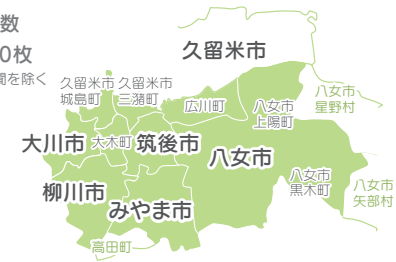 数
0枚
聞を除く
久留米市
久留米市
城島町
久留米市
三潴町
広川町
八女市
上陽町
八女市
星野村
大川市
大木町
筑後市
八女市
柳川市
みやま市
八女市
黒木町
八女市
矢部村
高田町